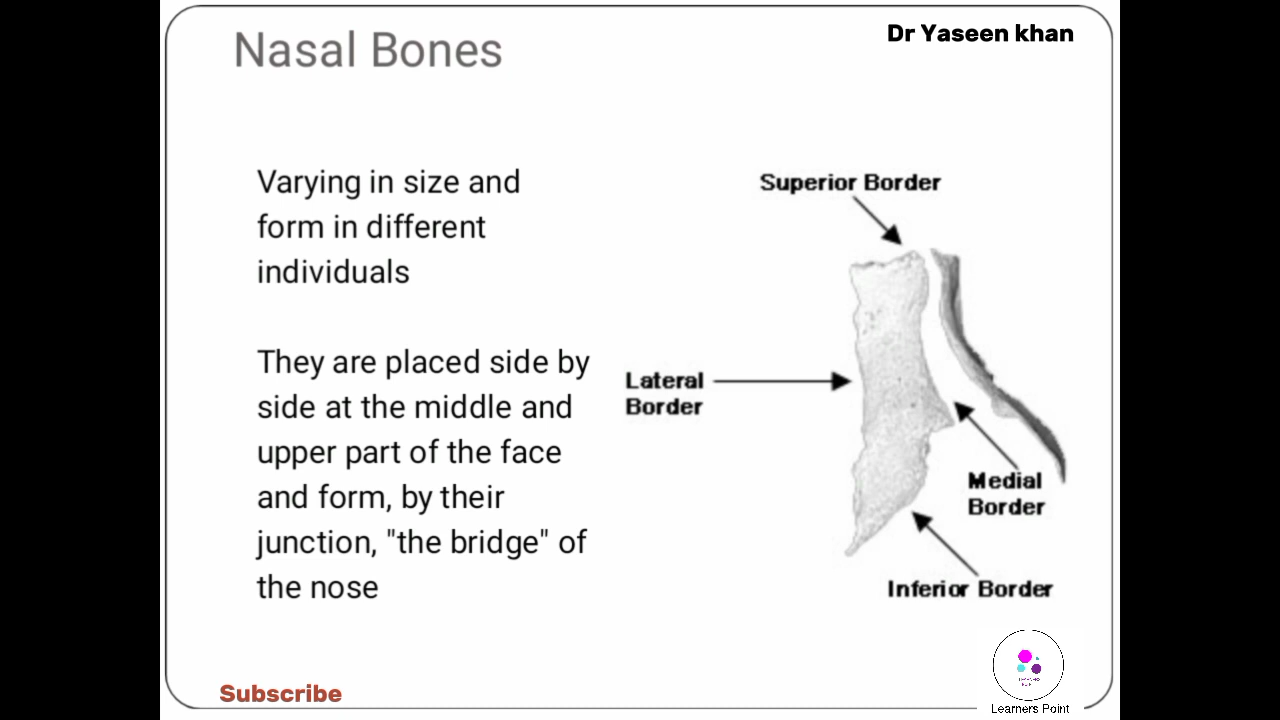 Nasal Bones
Dr Yaseen khan
Varying in size and
form in different
individuals
They are placed side by
side at the middle and
upper part of the face
and form, by their
junction, "the bridge" of
the nose
Superior Border
Lateral
Border
Medial
Border
Inferior Border
Subscribe
Learners Point